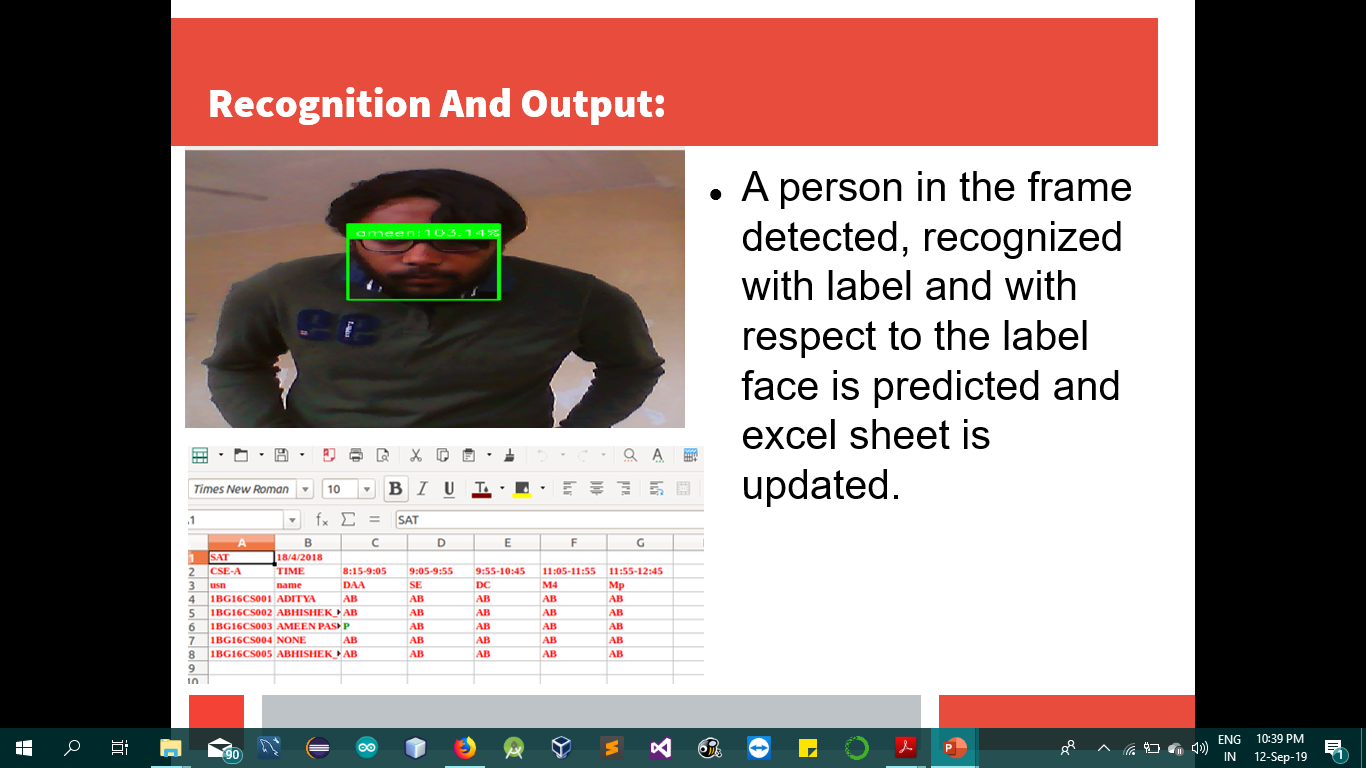 Recognition And Output:
ameen:103.14%
● A person in the frame
detected, recognized
with label and with
respect to the label
face is predicted and
excel sheet is
updated.
Times New Roman 10 B I U
fx Σ = SAT
A B C D E F G
1 SAT 18/4/2018
2 CSE-A TIME 8:15-9:05 9:05-9:55 9:55-10:45 11:05-11:55 11:55-12:45
3 usn name DAA SE DC M4 Mp
4 1BG16CS001 ADITYA AB AB AB AB AB
5 1BG16CS002 ABHISHEK_ AB AB AB AB AB
6 1BG16CS003 AMEEN PAS P AB AB AB AB
7 1BG16CS004 NONE AB AB AB AB AB
8 1BG16CS005 ABHISHEK_ AB AB AB AB AB
9
10
90
ENG
IN
10:39 PM
12-Sep-19
1